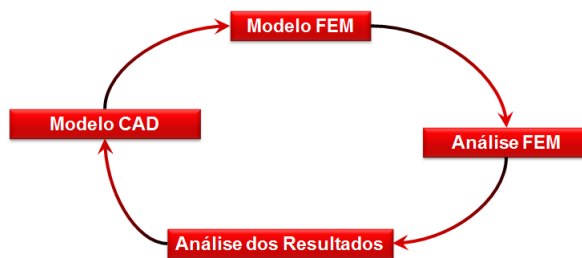 Modelo FEM
Modelo CAD
Análise FEM
Análise dos Resultados